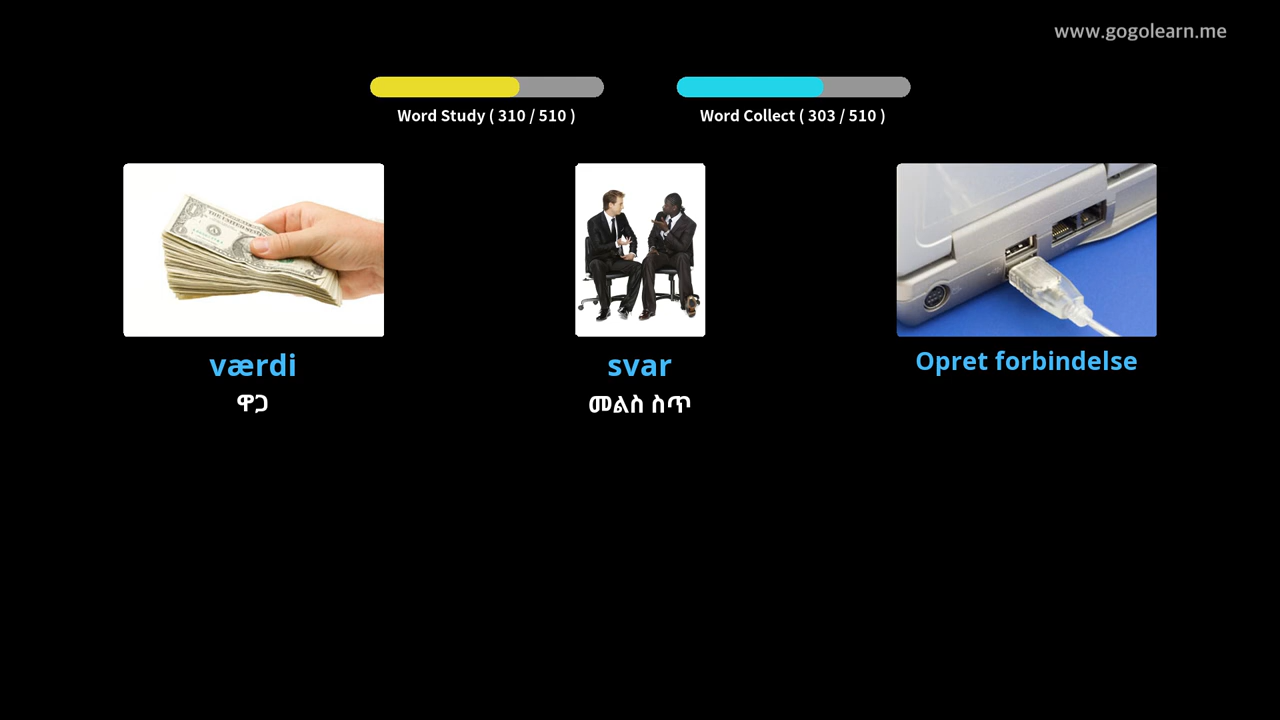 www.gogolearn.me
Word Study ( 310 / 510 )
Word Collect ( 303 / 510 )
værdi
svar
Opret forbindelse
ዋጋ
መልስ ስጥ